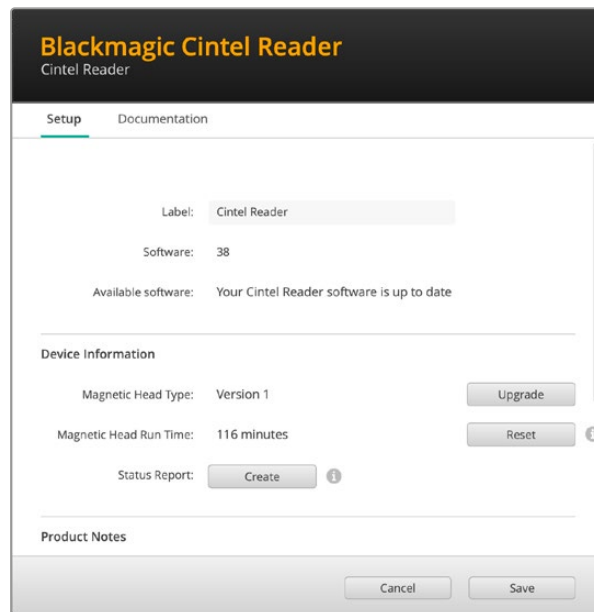 Blackmagic Cintel Reader
Cintel Reader
Setup Documentation
Label: Cintel Reader
Software: 38
Available software: Your Cintel Reader software is up to date
Device Information
Magnetic Head Type: Version 1 Upgrade
Magnetic Head Run Time: 116 minutes Reset
Status Report: Create
Product Notes
Cancel Save